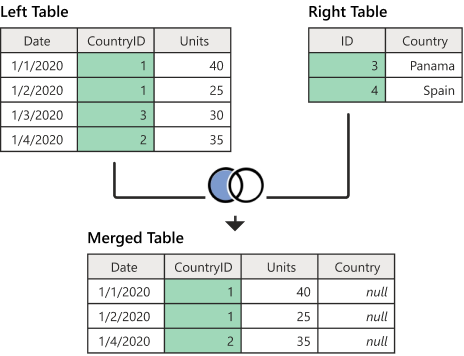 Left Table
Date CountryID Units
1/1/2020 1 40
1/2/2020 1 25
1/3/2020 3 30
1/4/2020 2 35
Right Table
ID Country
3 Panama
4 Spain
Merged Table
Date CountryID Units Country
1/1/2020 1 40 null
1/2/2020 1 25 null
1/4/2020 2 35 null